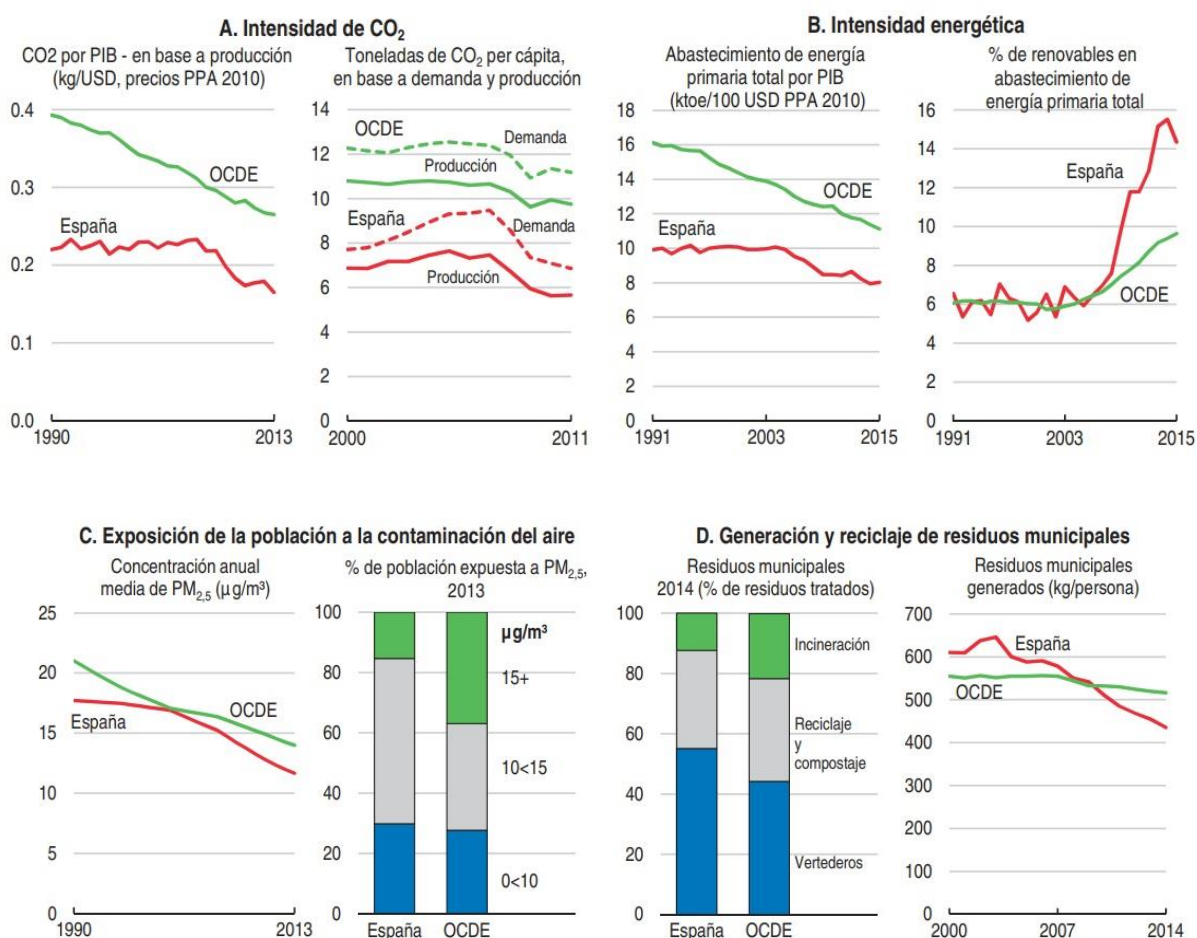 A. Intensidad de CO2
CO2 por PIB - en base a producción
(kg/USD, precios PPA 2010)
0.4
0.3
0.2
0.1
0.0
OCDE
España
1990
2013
Toneladas de CO2 per cápita,
en base a demanda y producción
14
12
10
8
6
4
2
0
OCDE
Demanda
Producción
España
Demanda
Producción
2000
2011
B. Intensidad energética
Abastecimiento de energía
primaria total por PIB
(ktoe/100 USD PPA 2010)
18
16
14
12
10
8
6
4
2
0
OCDE
España
1991
2003
2015
% de renovables en
abastecimiento de
energía primaria total
16
14
12
10
8
6
4
2
0
España
OCDE
1991
2003
2015
C. Exposición de la población a la contaminación del aire
Concentración anual
media de PM2,5 (µg/m³)
25
20
15
10
5
0
España
OCDE
1990
2013
% de población expuesta a PM2,5,
2013
100
80
60
40
20
0
µg/m³
15+
10<15
0<10
España
OCDE
D. Generación y reciclaje de residuos municipales
Residuos municipales
2014 (% de residuos tratados)
100
80
60
40
20
0
Incineración
Reciclaje
y
compostaje
Vertederos
España
OCDE
Residuos municipales
generados (kg/persona)
700
600
500
400
300
200
100
0
España
OCDE
2000
2007
2014